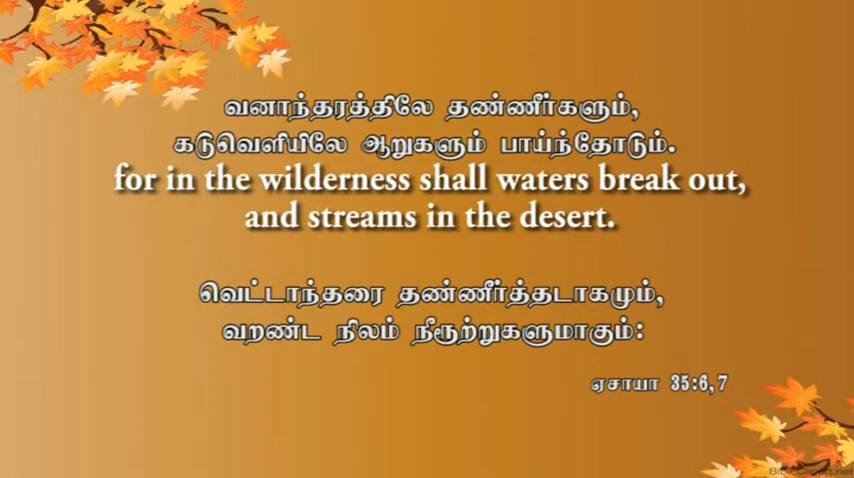 வனாந்தரத்திலே தண்ணீர்களும்,
கடுவெளியிலே ஆறுகளும் பாய்ந்தோடும்.
for in the wilderness shall waters break out,
and streams in the desert.
வெட்டாந்தரை தண்ணீர்த்தடாகமும்,
வறண்ட நிலம் நீரூற்றுகளுமாகும்:
ஏசாயா 35:6,7